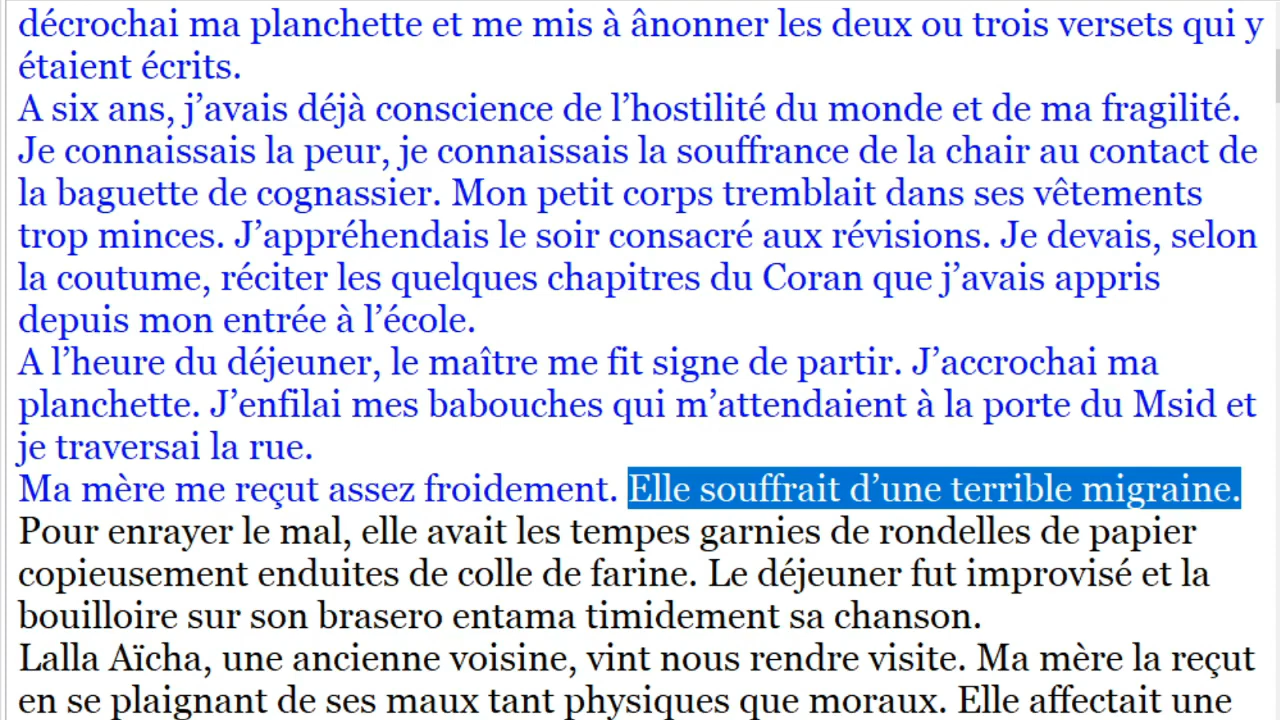 décrochai ma planchette et me mis à ânonner les deux ou trois versets qui y
étaient écrits.
A six ans, j’avais déjà conscience de l’hostilité du monde et de ma fragilité.
Je connaissais la peur, je connaissais la souffrance de la chair au contact de
la baguette de cognassier. Mon petit corps tremblait dans ses vêtements
trop minces. J’appréhendais le soir consacré aux révisions. Je devais, selon
la coutume, réciter les quelques chapitres du Coran que j’avais appris
depuis mon entrée à l’école.
A l’heure du déjeuner, le maître me fit signe de partir. J’accrochai ma
planchette. J’enfilai mes babouches qui m’attendaient à la porte du Msid et
je traversai la rue.
Ma mère me reçut assez froidement. Elle souffrait d’une terrible migraine.
Pour enrayer le mal, elle avait les tempes garnies de rondelles de papier
copieusement enduites de colle de farine. Le déjeuner fut improvisé et la
bouilloire sur son brasero entama timidement sa chanson.
Lalla Aïcha, une ancienne voisine, vint nous rendre visite. Ma mère la reçut
en se plaignant de ses maux tant physiques que moraux. Elle affectait une